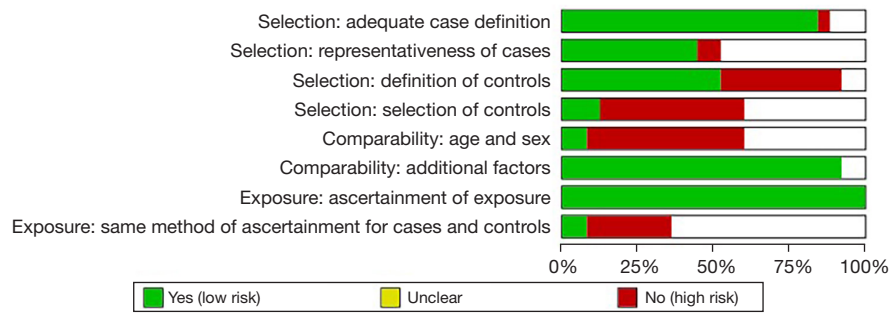 Selection: adequate case definition
Selection: representativeness of cases
Selection: definition of controls
Selection: selection of controls
Comparability: age and sex
Comparability: additional factors
Exposure: ascertainment of exposure
Exposure: same method of ascertainment for cases and controls
0% 25% 50% 75% 100%
Yes (low risk) Unclear No (high risk)